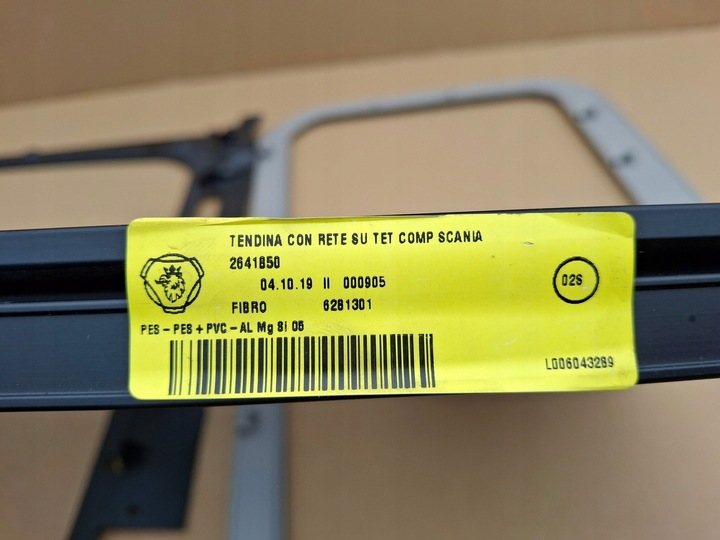 TENDINA CON RETE SU TET COMP SCANIA
2641850
04.10.19 II 000905
02S
FIBRO 6281301
PES - PES + PVC - AL Mg Si 05
L006043289